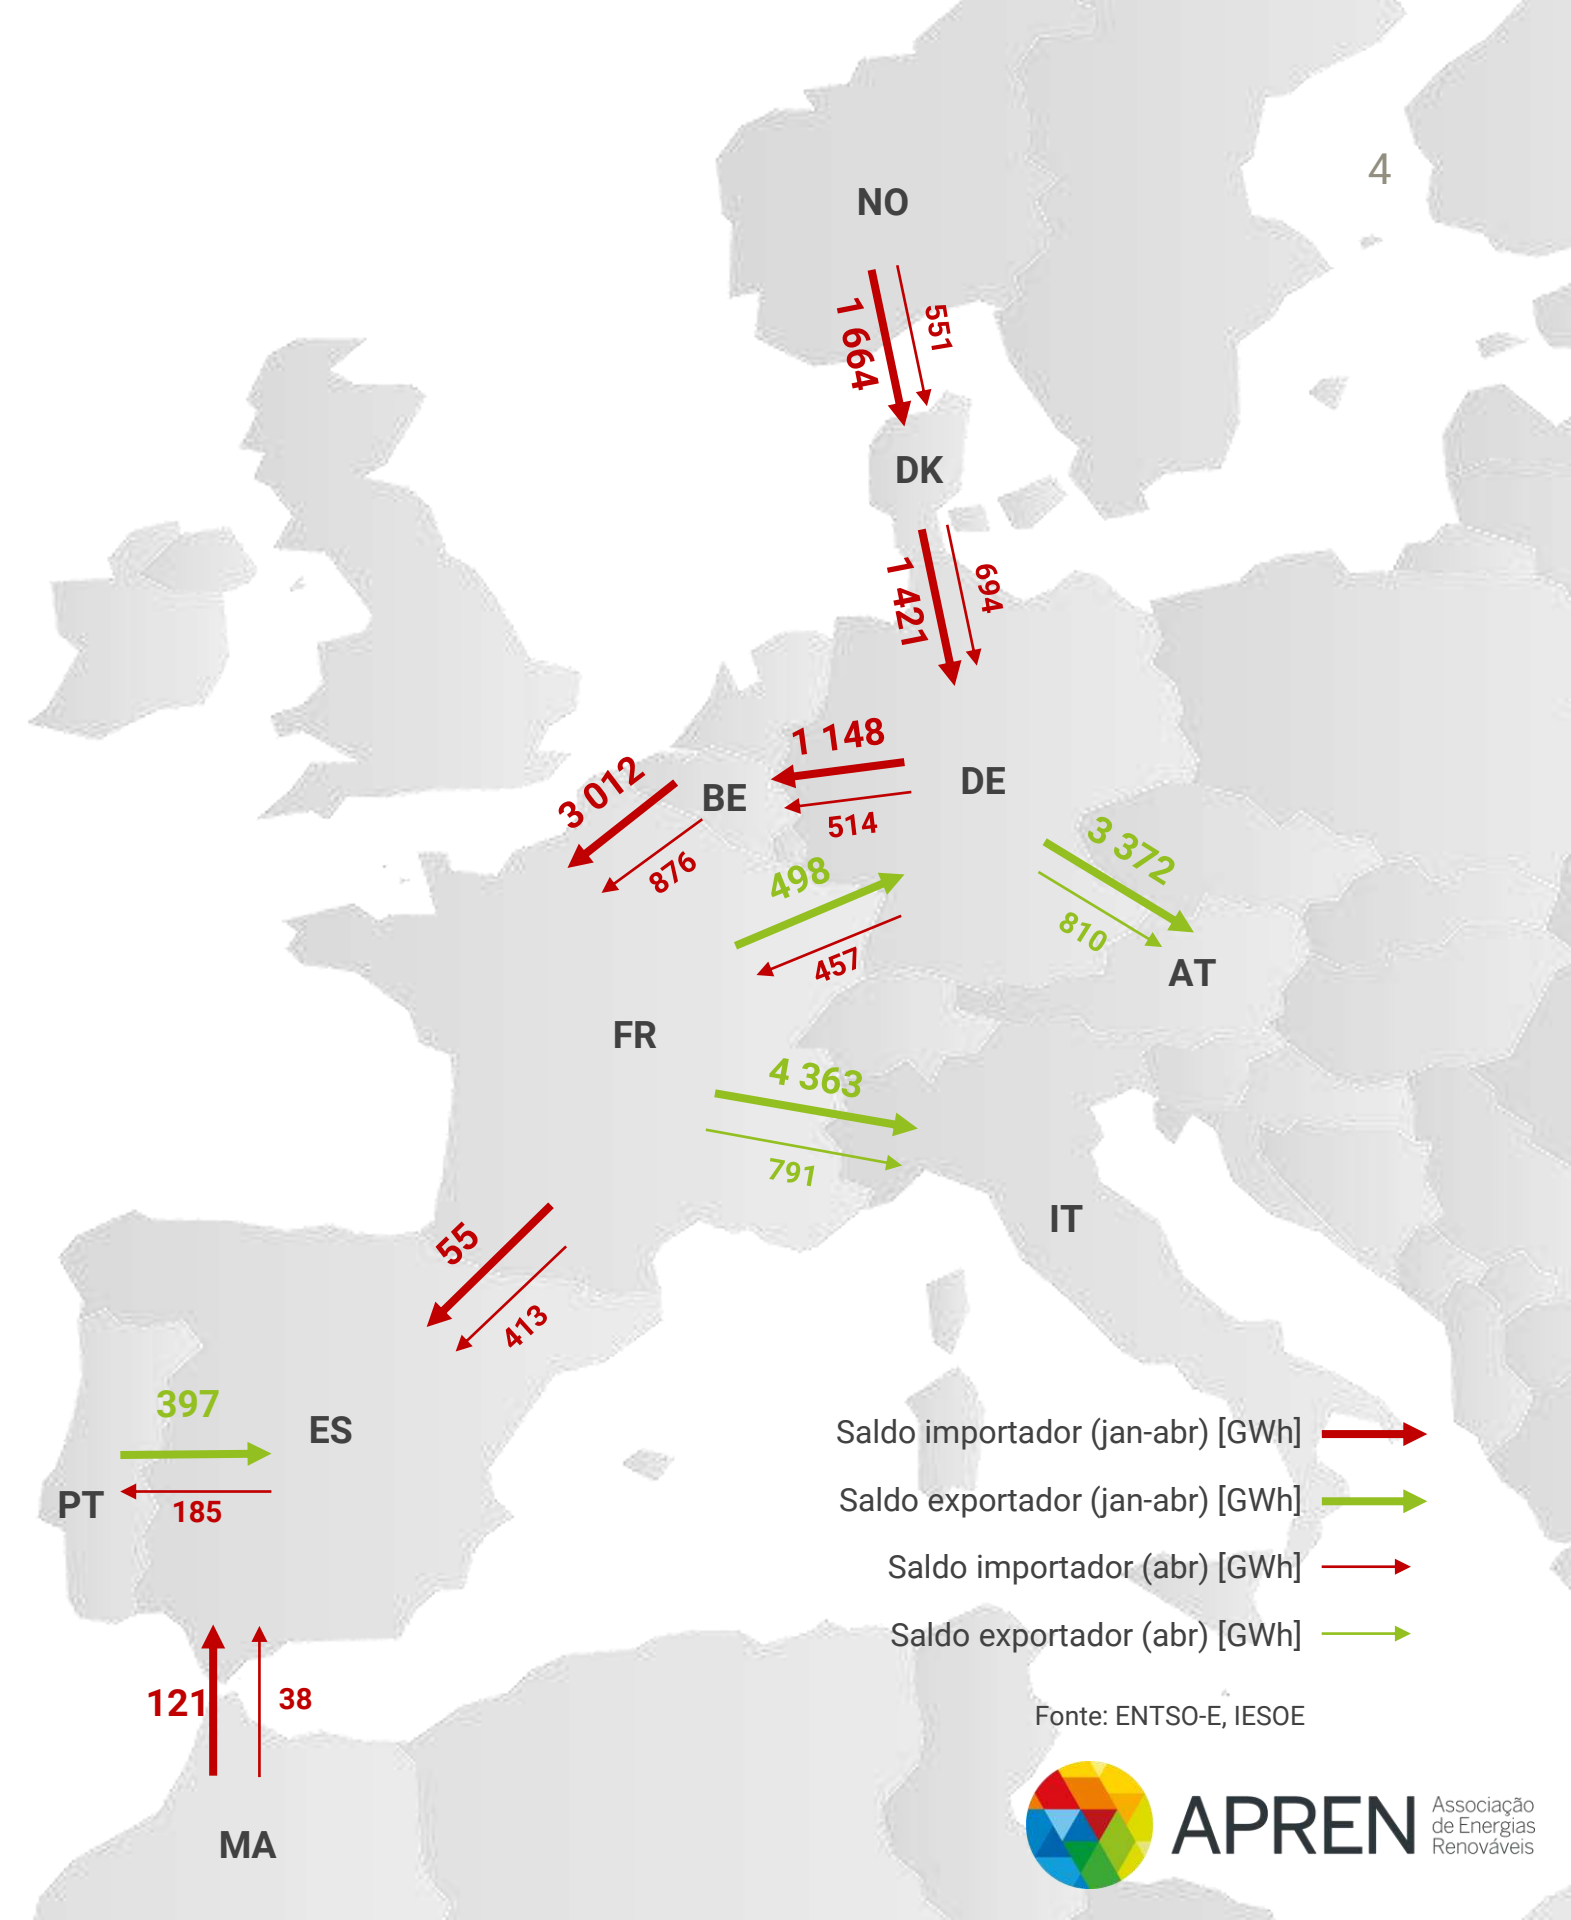 4
NO
1 664
551
DK
1 421
694
1 148
3 012
BE
DE
514
876
498
3 372
810
457
AT
FR
4 363
791
IT
55
413
397
ES
PT
185
Saldo importador (jan-abr) [GWh]
Saldo exportador (jan-abr) [GWh]
Saldo importador (abr) [GWh]
Saldo exportador (abr) [GWh]
121
38
MA
Fonte: ENTSO-E, IESOE
APREN
Associação
de Energias
Renováveis